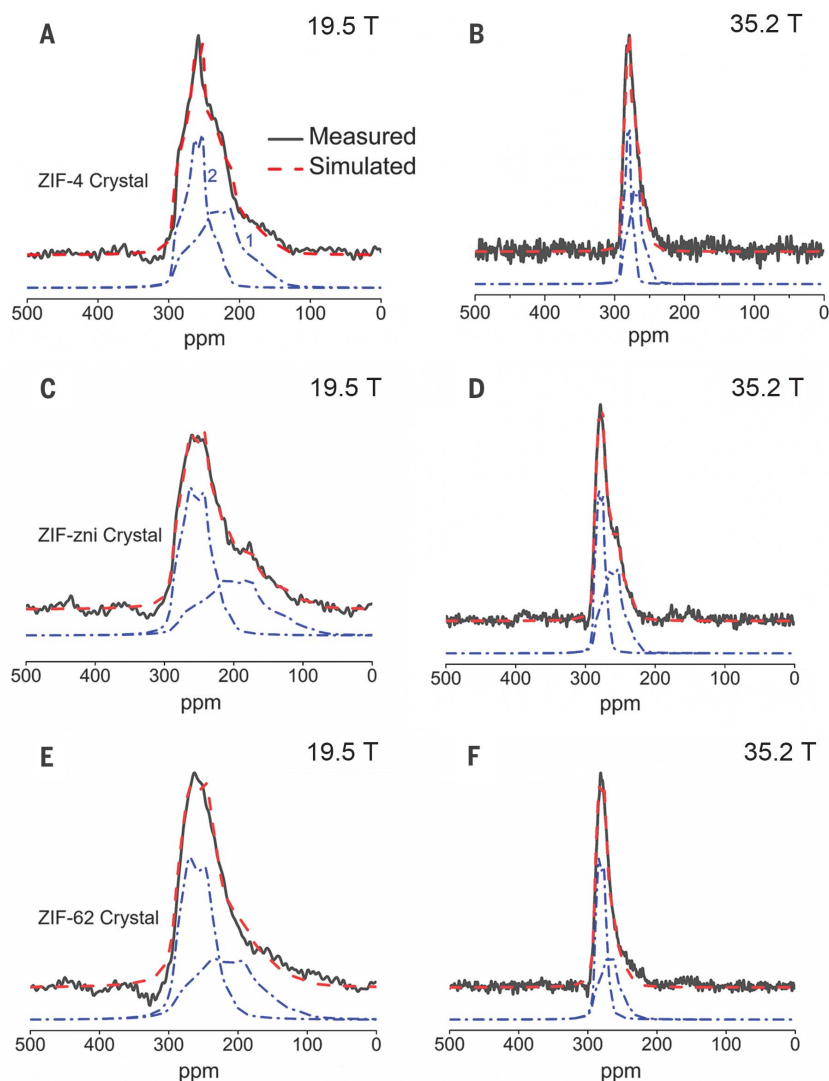 A
19.5 T
B
35.2 T
Measured
Simulated
ZIF-4 Crystal
2
1
500 400 300 200 100 0
ppm
500 400 300 200 100 0
ppm
C
19.5 T
D
35.2 T
ZIF-zni Crystal
500 400 300 200 100 0
ppm
500 400 300 200 100 0
ppm
E
19.5 T
F
35.2 T
ZIF-62 Crystal
500 400 300 200 100 0
ppm
500 400 300 200 100 0
ppm